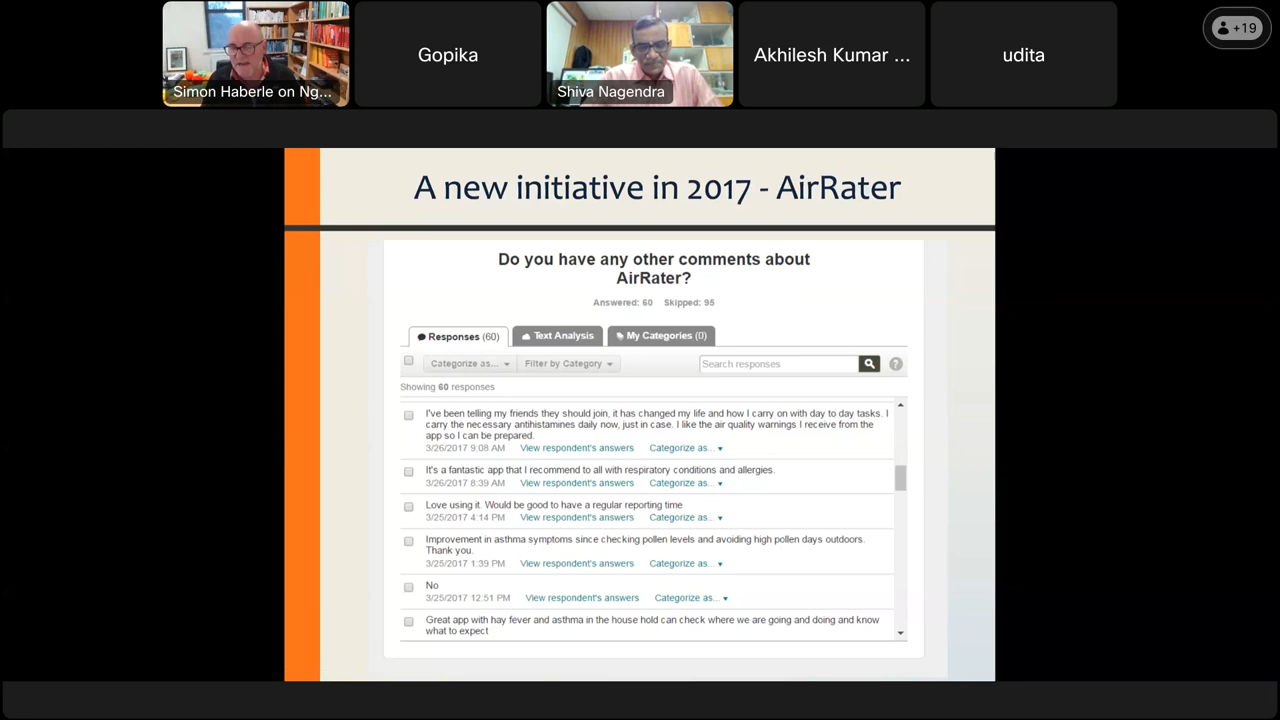 Simon Haberle on Ng...
Gopika
Shiva Nagendra
Akhilesh Kumar ...
udita
+19
A new initiative in 2017 - AirRater
Do you have any other comments about
AirRater?
Answered: 60 Skipped: 95
Responses (60) Text Analysis My Categories (0)
Categorize as... Filter by Category Search responses ?
Showing 60 responses
I've been telling my friends they should join, it has changed my life and how I carry on with day to day tasks. I
carry the necessary antihistamines daily now, just in case. I like the air quality warnings I receive from the
app so I can be prepared.
3/26/2017 9:08 AM View respondent's answers Categorize as...
It's a fantastic app that I recommend to all with respiratory conditions and allergies.
3/26/2017 8:39 AM View respondent's answers Categorize as...
Love using it. Would be good to have a regular reporting time
3/25/2017 4:14 PM View respondent's answers Categorize as...
Improvement in asthma symptoms since checking pollen levels and avoiding high pollen days outdoors.
Thank you.
3/25/2017 1:39 PM View respondent's answers Categorize as...
No
3/25/2017 12:51 PM View respondent's answers Categorize as...
Great app with hay fever and asthma in the house hold can check where we are going and doing and know
what to expect